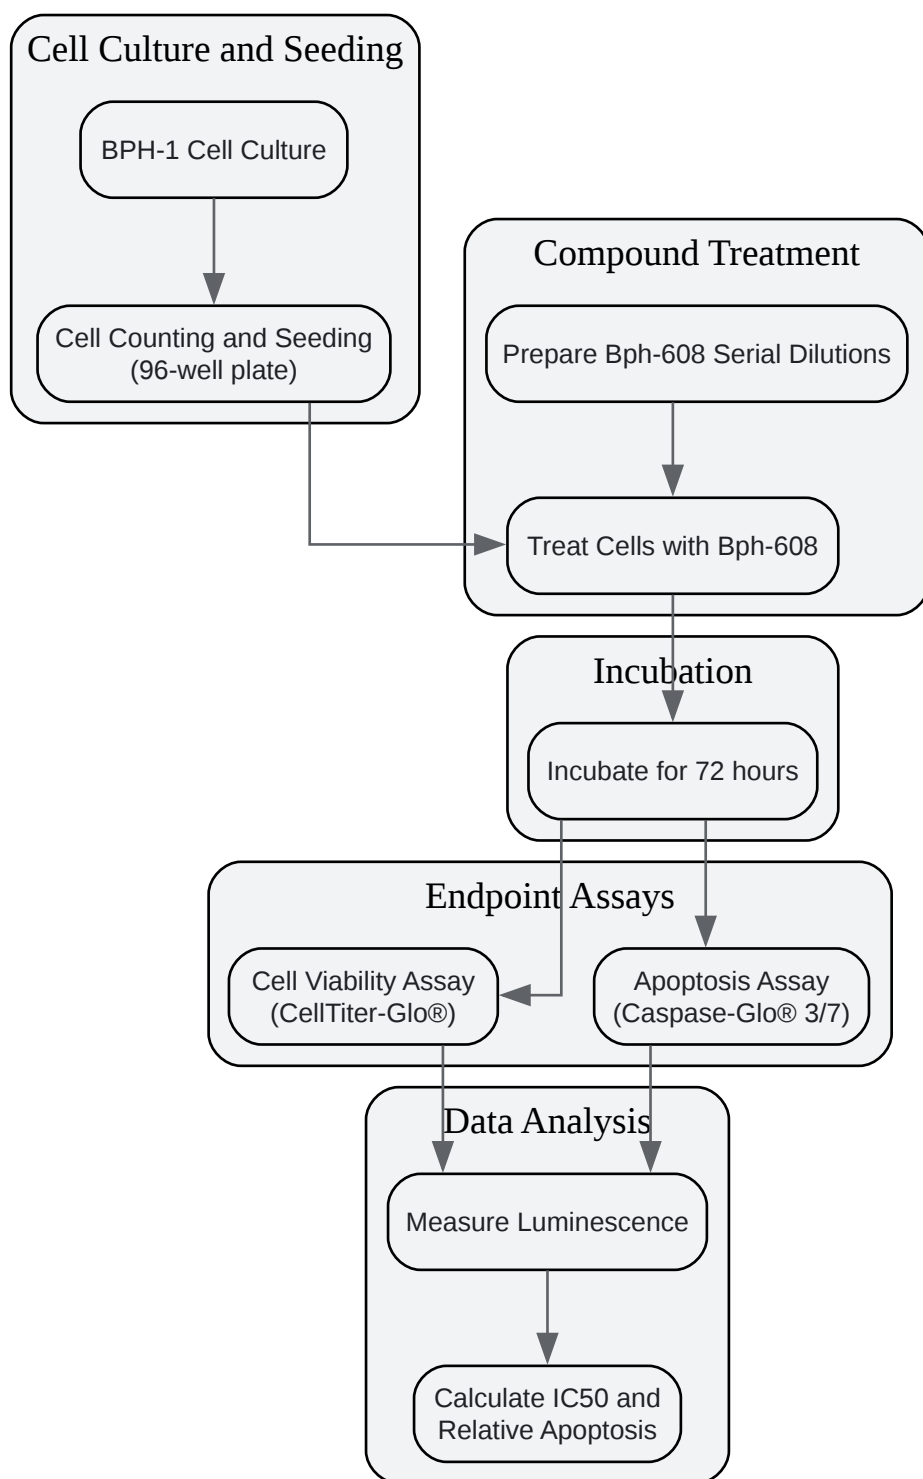 Cell Culture and Seeding
BPH-1 Cell Culture
Cell Counting and Seeding
(96-well plate)
Compound Treatment
Prepare Bph-608 Serial Dilutions
Treat Cells with Bph-608
Incubation
Incubate for 72 hours
Endpoint Assays
Cell Viability Assay
(CellTiter-Glo®)
Apoptosis Assay
(Caspase-Glo® 3/7)
Data Analysis
Measure Luminescence
Calculate IC50 and
Relative Apoptosis